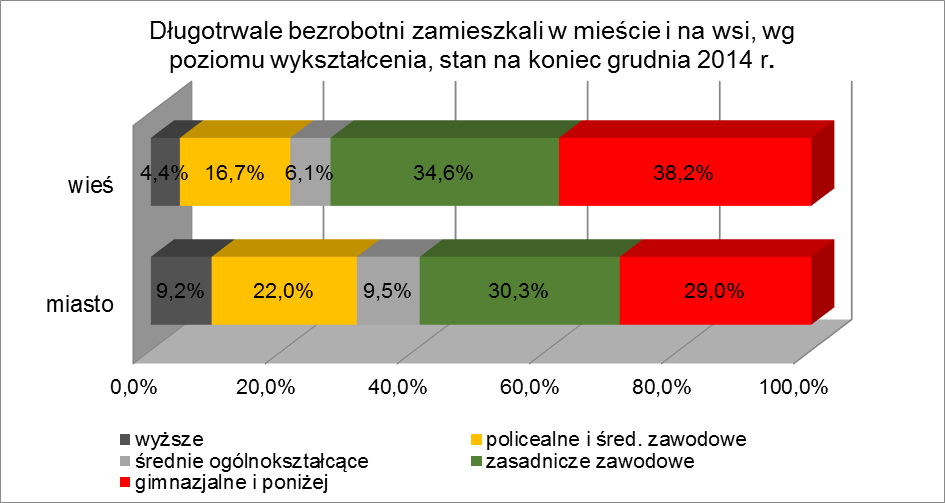 Długotrwale bezrobotni zamieszkali w mieście i na wsi, wg
poziomu wykształcenia, stan na koniec grudnia 2014 r.
wieś
4,4% 16,7% 6,1% 34,6% 38,2%
miasto
9,2% 22,0% 9,5% 30,3% 29,0%
0,0% 20,0% 40,0% 60,0% 80,0% 100,0%
wyższe policealne i śred. zawodowe
średnie ogólnokształcące zasadnicze zawodowe
gimnazjalne i poniżej